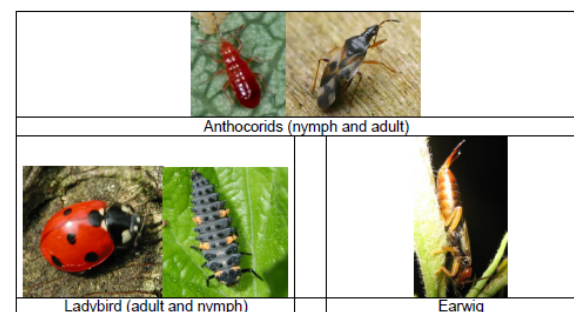 Anthocorids (nymph and adult)
Ladybird (adult and nymph)
Earwig